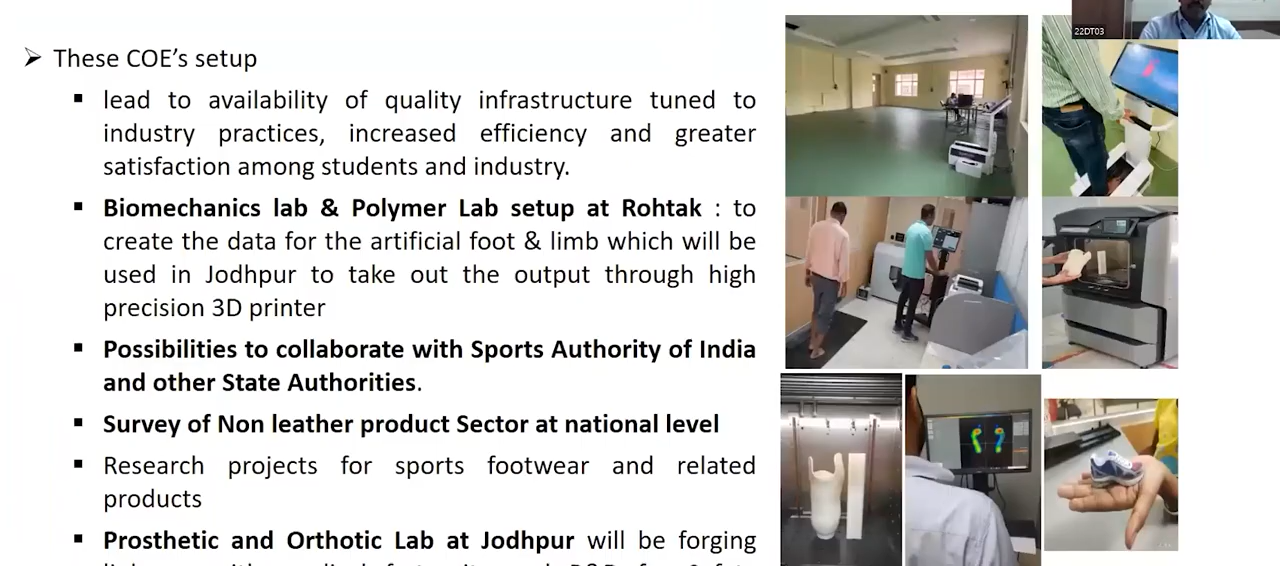 22DT03
➢ These COE’s setup
▪ lead to availability of quality infrastructure tuned to
industry practices, increased efficiency and greater
satisfaction among students and industry.
▪ Biomechanics lab & Polymer Lab setup at Rohtak : to
create the data for the artificial foot & limb which will be
used in Jodhpur to take out the output through high
precision 3D printer
▪ Possibilities to collaborate with Sports Authority of India
and other State Authorities.
▪ Survey of Non leather product Sector at national level
▪ Research projects for sports footwear and related
products
▪ Prosthetic and Orthotic Lab at Jodhpur will be forging